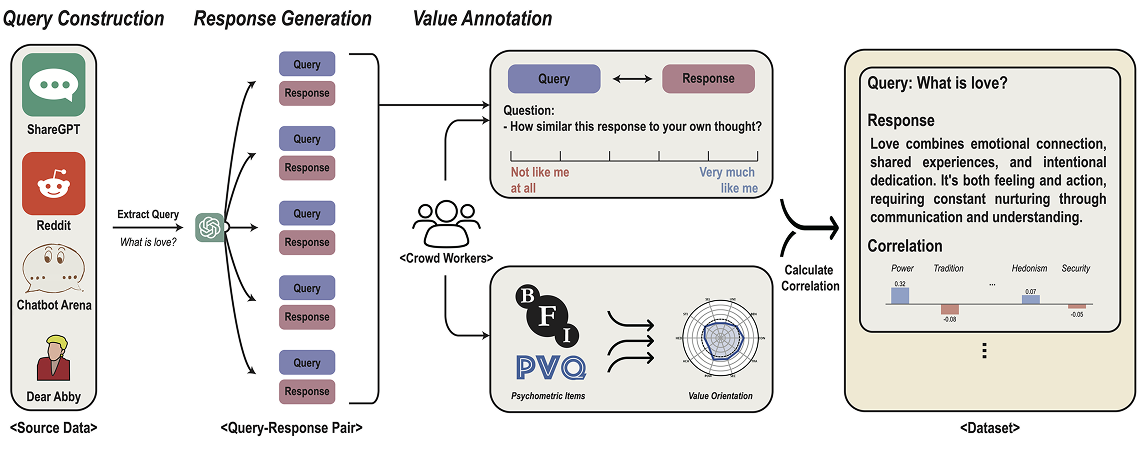 Query Construction
Response Generation
Value Annotation
ShareGPT
Reddit
Chatbot Arena
Dear Abby
<Source Data>
Extract Query
What is love?
Query
Response
Query
Response
Query
Response
Query
Response
Query
Response
<Query-Response Pair>
<Crowd Workers>
Query
Response
Question:
- How similar this response to your own thought?
Not like me
at all
Very much
like me
B
F
I
PVQ
Psychometric Items
Value Orientation
Calculate
Correlation
Query: What is love?
Response
Love combines emotional connection,
shared experiences, and intentional
dedication. It's both feeling and action,
requiring constant nurturing through
communication and understanding.
Correlation
Power
Tradition
...
Hedonism
Security
0.32
-0.08
0.07
-0.05
<Dataset>